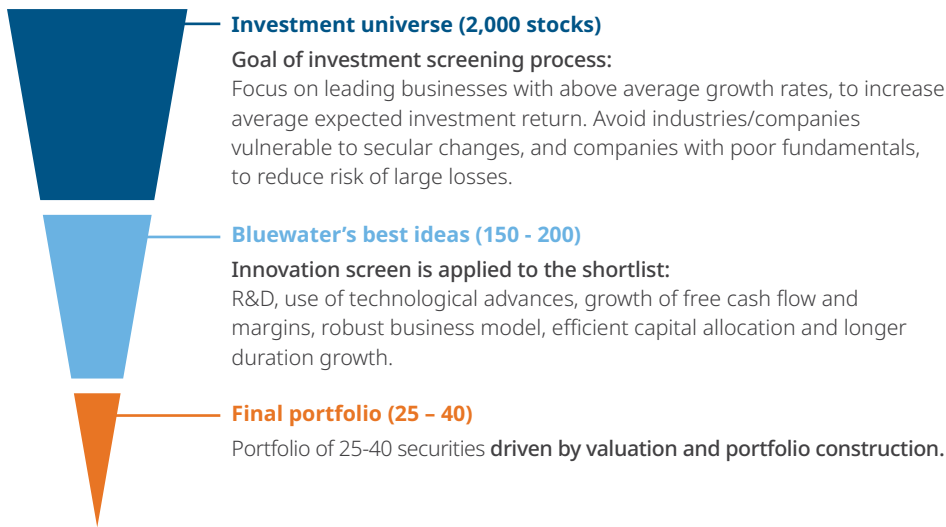 Investment universe (2,000 stocks)
Goal of investment screening process:
Focus on leading businesses with above average growth rates, to increase
average expected investment return. Avoid industries/companies
vulnerable to secular changes, and companies with poor fundamentals,
to reduce risk of large losses.
Bluewater’s best ideas (150 - 200)
Innovation screen is applied to the shortlist:
R&D, use of technological advances, growth of free cash flow and
margins, robust business model, efficient capital allocation and longer
duration growth.
Final portfolio (25 – 40)
Portfolio of 25-40 securities driven by valuation and portfolio construction.